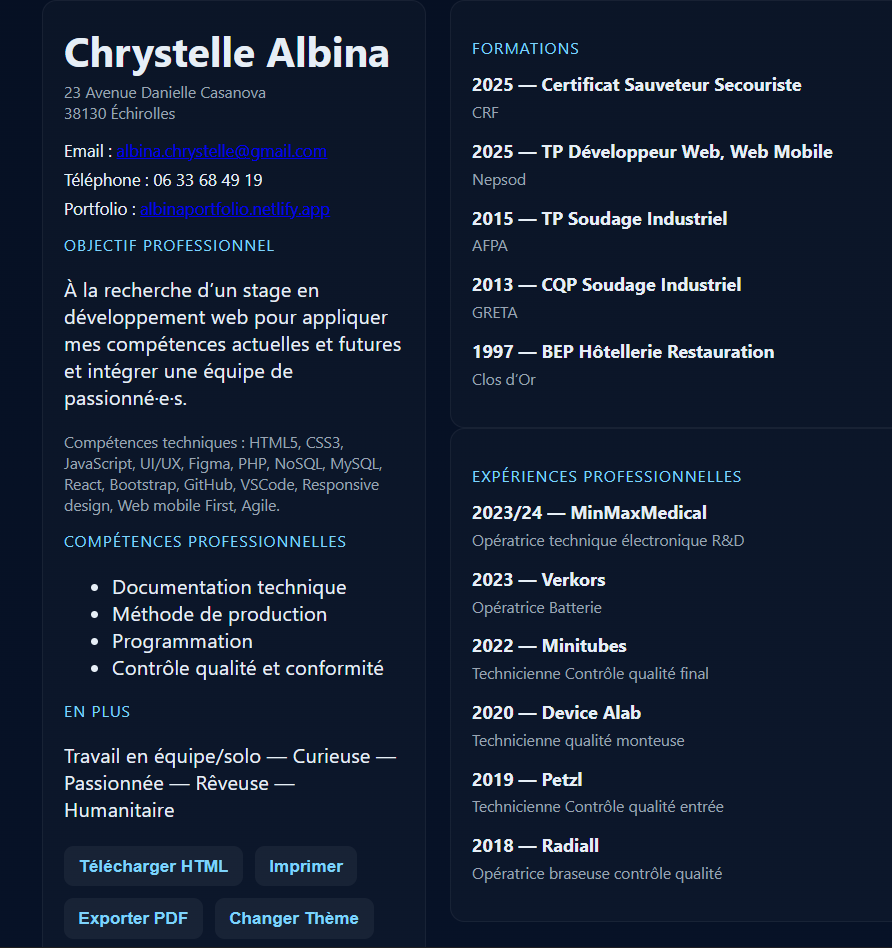 Chrystelle Albina
23 Avenue Danielle Casanova
38130 Échirolles
Email : albina.chrystelle@gmail.com
Téléphone : 06 33 68 49 19
Portfolio : albinaportfolio.netlify.app
OBJECTIF PROFESSIONNEL
À la recherche d’un stage en
développement web pour appliquer
mes compétences actuelles et futures
et intégrer une équipe de
passionné·e·s.
Compétences techniques : HTML5, CSS3,
JavaScript, UI/UX, Figma, PHP, NoSQL, MySQL,
React, Bootstrap, GitHub, VSCode, Responsive
design, Web mobile First, Agile.
COMPÉTENCES PROFESSIONNELLES
• Documentation technique
• Méthode de production
• Programmation
• Contrôle qualité et conformité
EN PLUS
Travail en équipe/solo — Curieuse —
Passionnée — Rêveuse —
Humanitaire
Télécharger HTML Imprimer
Exporter PDF Changer Thème
FORMATIONS
2025 — Certificat Sauveteur Secouriste
CRF
2025 — TP Développeur Web, Web Mobile
Nepsod
2015 — TP Soudage Industriel
AFPA
2013 — CQP Soudage Industriel
GRETA
1997 — BEP Hôtellerie Restauration
Clos d’Or
EXPÉRIENCES PROFESSIONNELLES
2023/24 — MinMaxMedical
Opératrice technique électronique R&D
2023 — Verkors
Opératrice Batterie
2022 — Minitubes
Technicienne Contrôle qualité final
2020 — Device Alab
Technicienne qualité monteuse
2019 — Petzl
Technicienne Contrôle qualité entrée
2018 — Radiall
Opératrice braseuse contrôle qualité